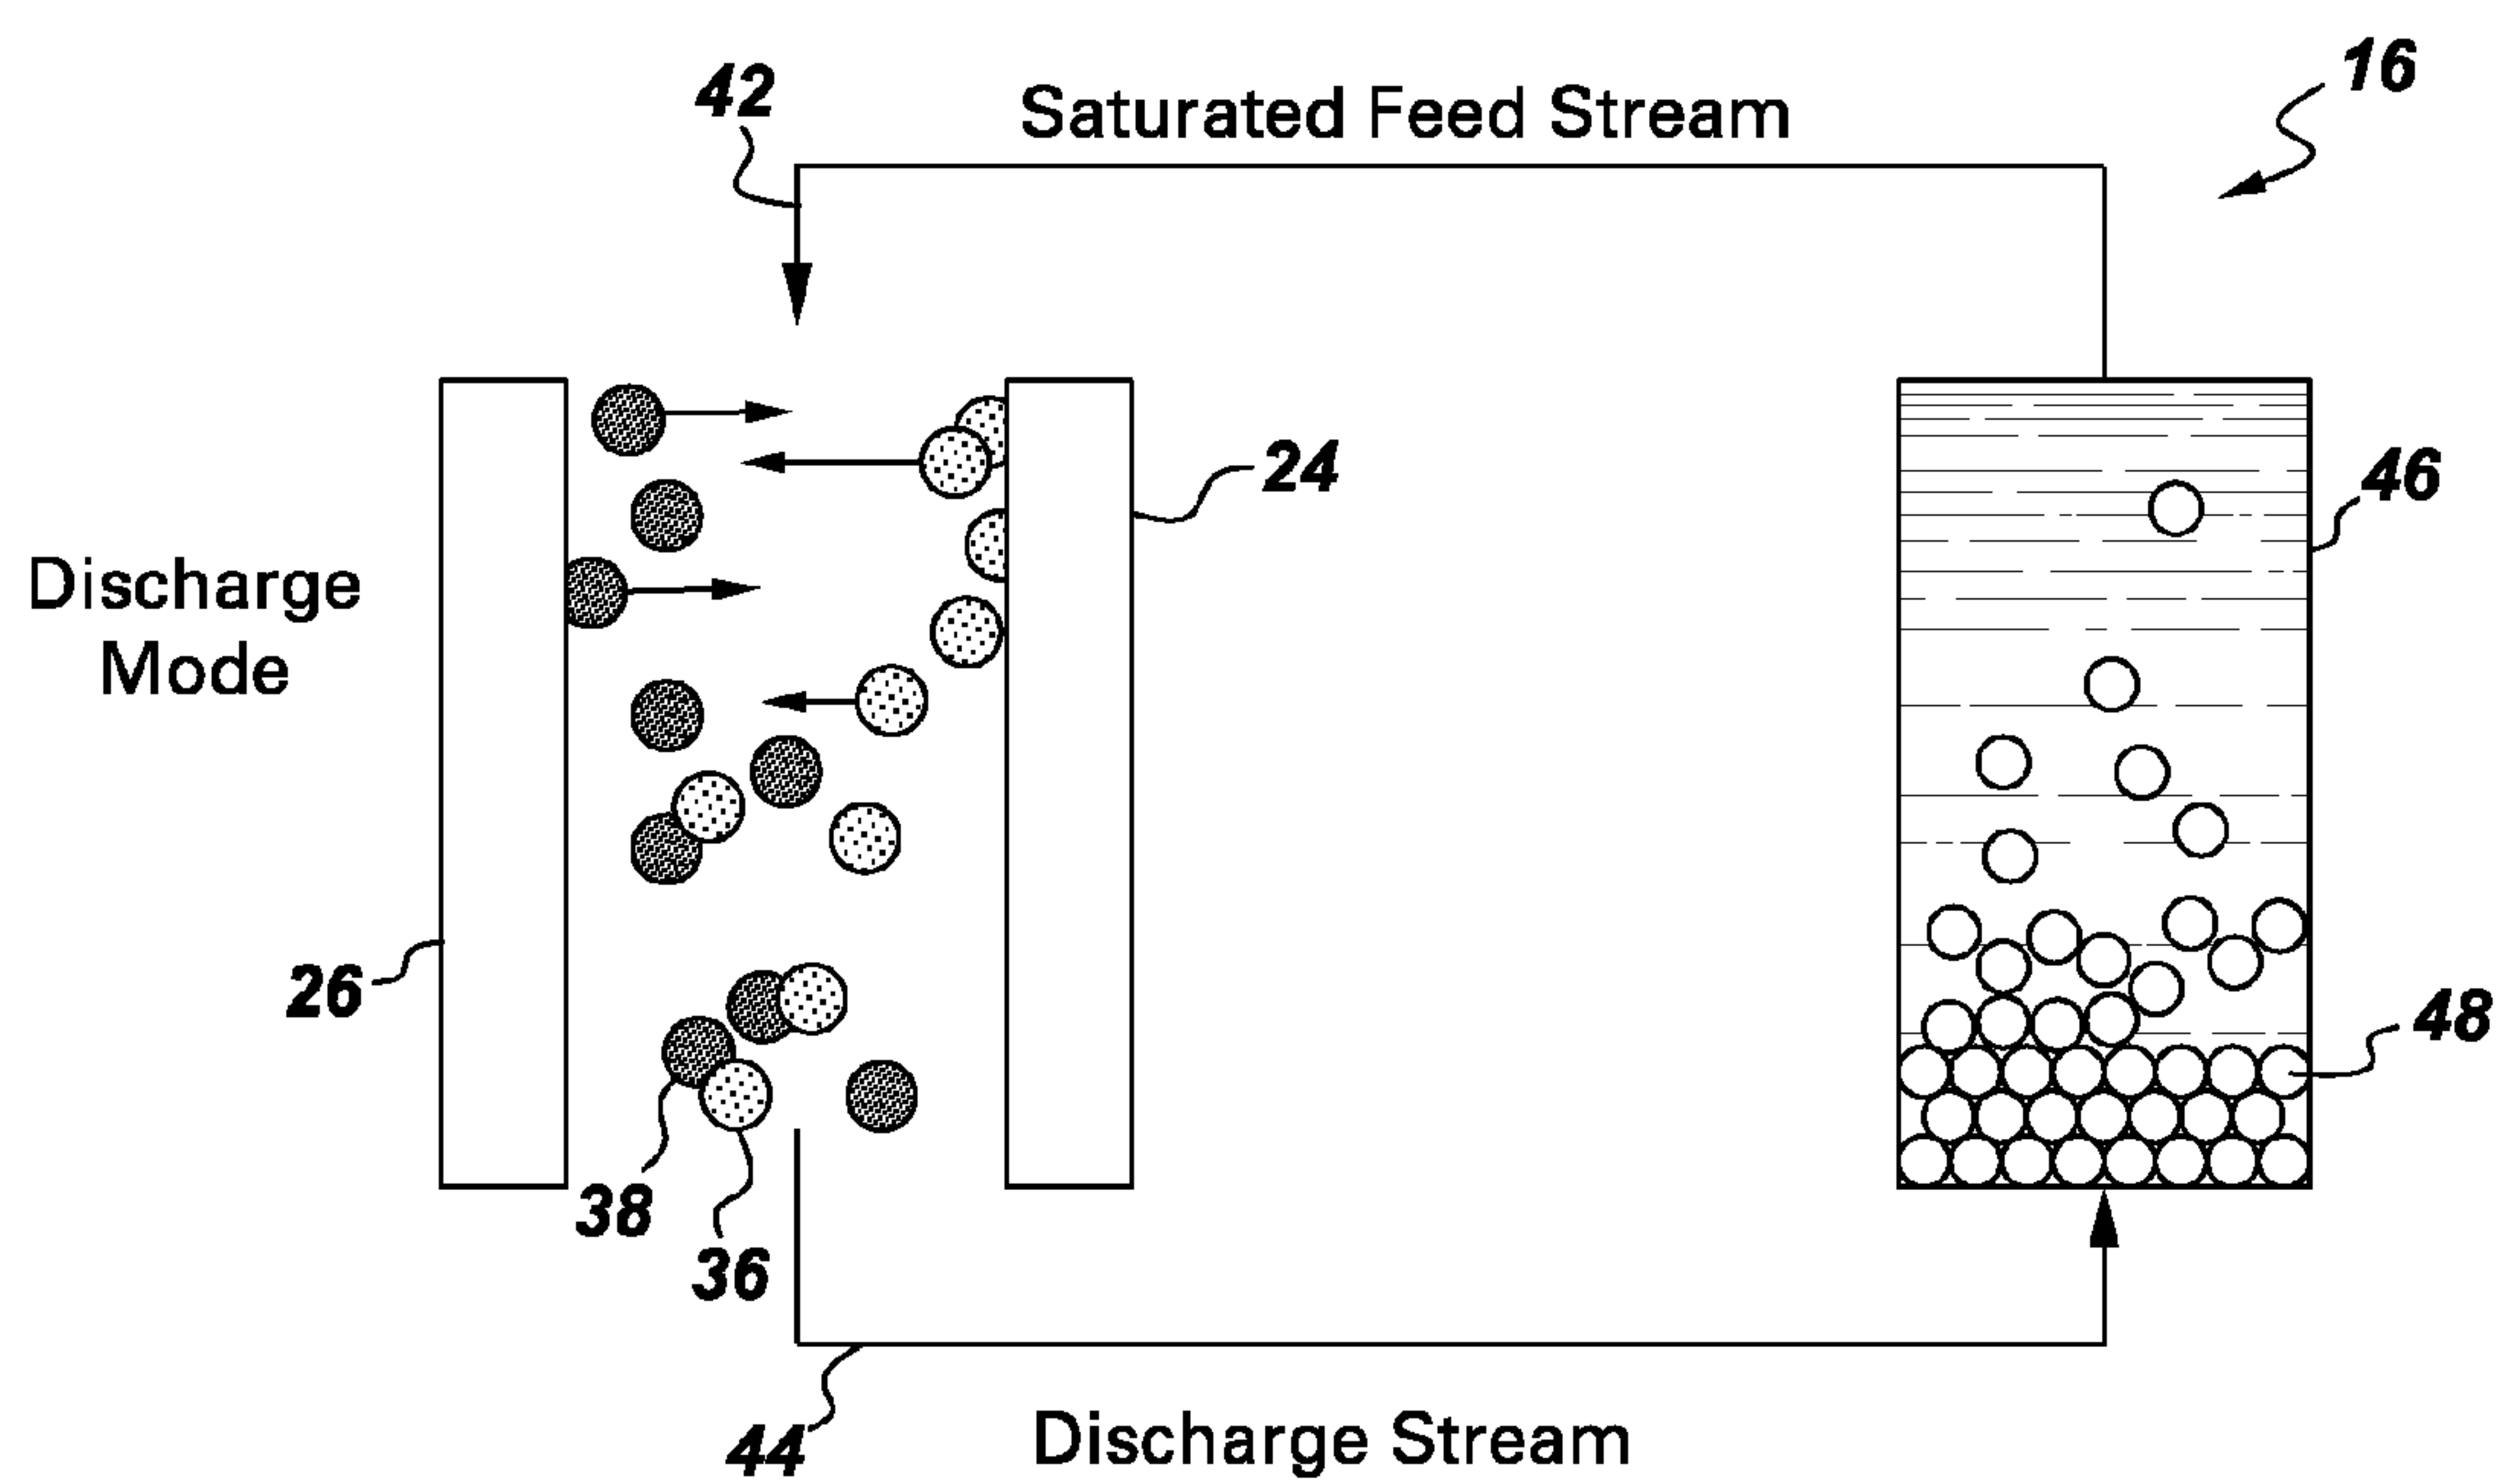 42
Saturated Feed Stream
16
24
46
Discharge
Mode
26
48
38
36
44
Discharge Stream